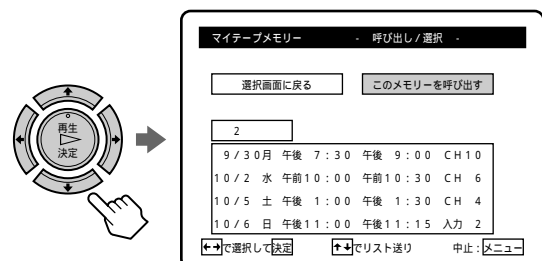 マイテープメモリー - 呼び出し/選択 -
選択画面に戻る このメモリーを呼び出す
再生
決定
2
9/30月 午後 7:30 午後 9:00 CH10
10/2 水 午前10:00 午前10:30 CH 6
10/5 土 午後 1:00 午後 1:30 CH 4
10/6 日 午後11:00 午後11:15 入力 2
←→で選択して決定 ↑↓でリスト送り 中止:メニュー